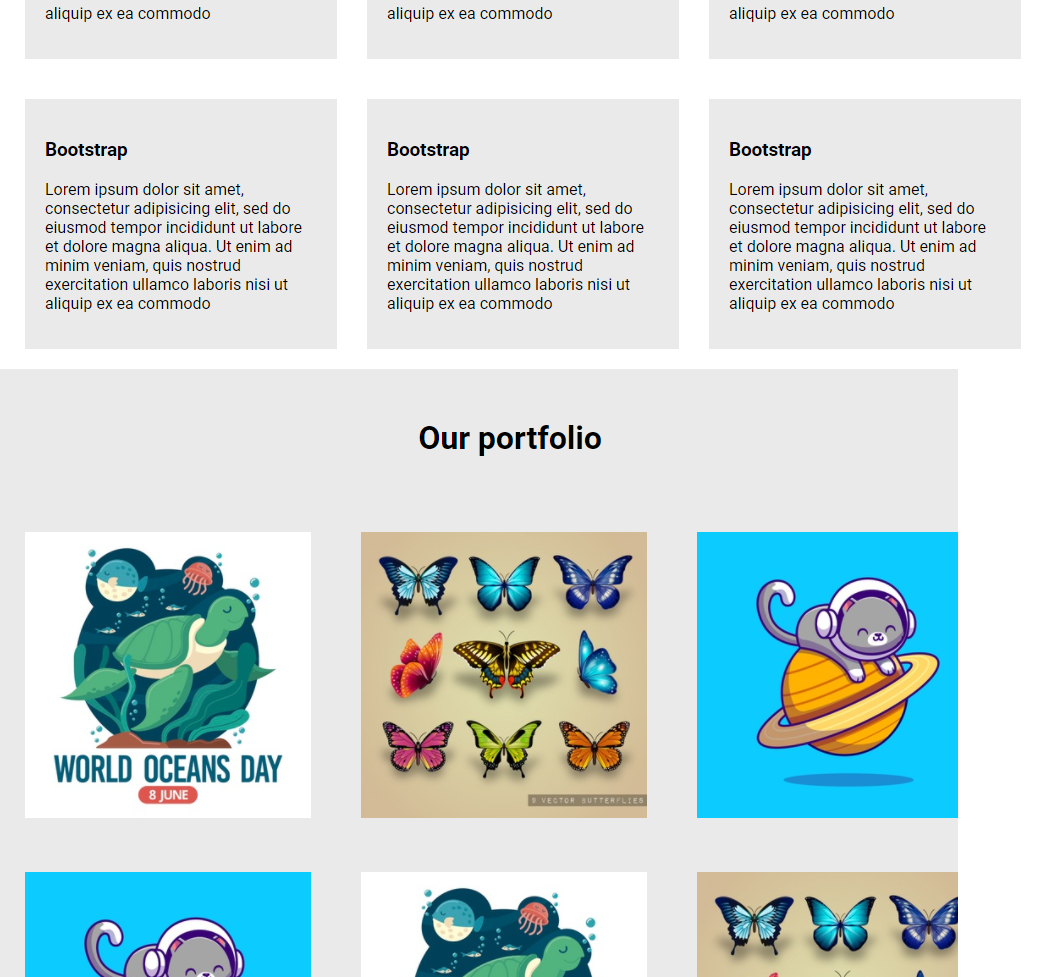 aliquip ex ea commodo
aliquip ex ea commodo
aliquip ex ea commodo
Bootstrap
Lorem ipsum dolor sit amet,
consectetur adipisicing elit, sed do
eiusmod tempor incididunt ut labore
et dolore magna aliqua. Ut enim ad
minim veniam, quis nostrud
exercitation ullamco laboris nisi ut
aliquip ex ea commodo
Bootstrap
Lorem ipsum dolor sit amet,
consectetur adipisicing elit, sed do
eiusmod tempor incididunt ut labore
et dolore magna aliqua. Ut enim ad
minim veniam, quis nostrud
exercitation ullamco laboris nisi ut
aliquip ex ea commodo
Bootstrap
Lorem ipsum dolor sit amet,
consectetur adipisicing elit, sed do
eiusmod tempor incididunt ut labore
et dolore magna aliqua. Ut enim ad
minim veniam, quis nostrud
exercitation ullamco laboris nisi ut
aliquip ex ea commodo
Our portfolio
WORLD OCEANS DAY
8 JUNE
VECTOR BUTTERFLIES